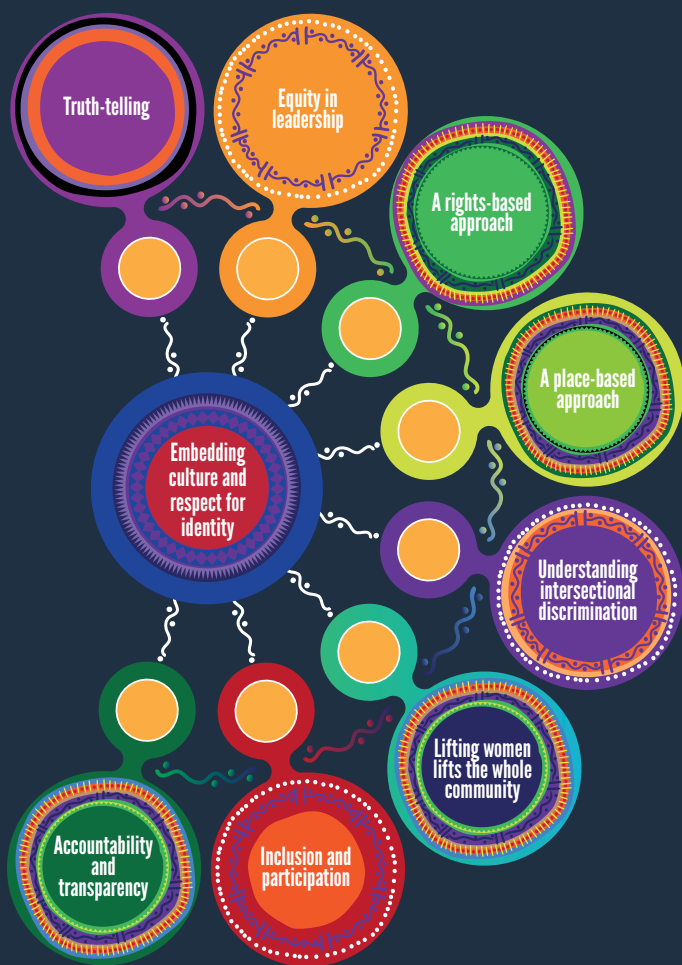 Truth-telling
Equity in
leadership
A rights-based
approach
A place-based
approach
Embedding
culture and
respect for
identity
Understanding
intersectional
discrimination
Lifting women
lifts the whole
community
Inclusion and
participation
Accountability
and
transparency